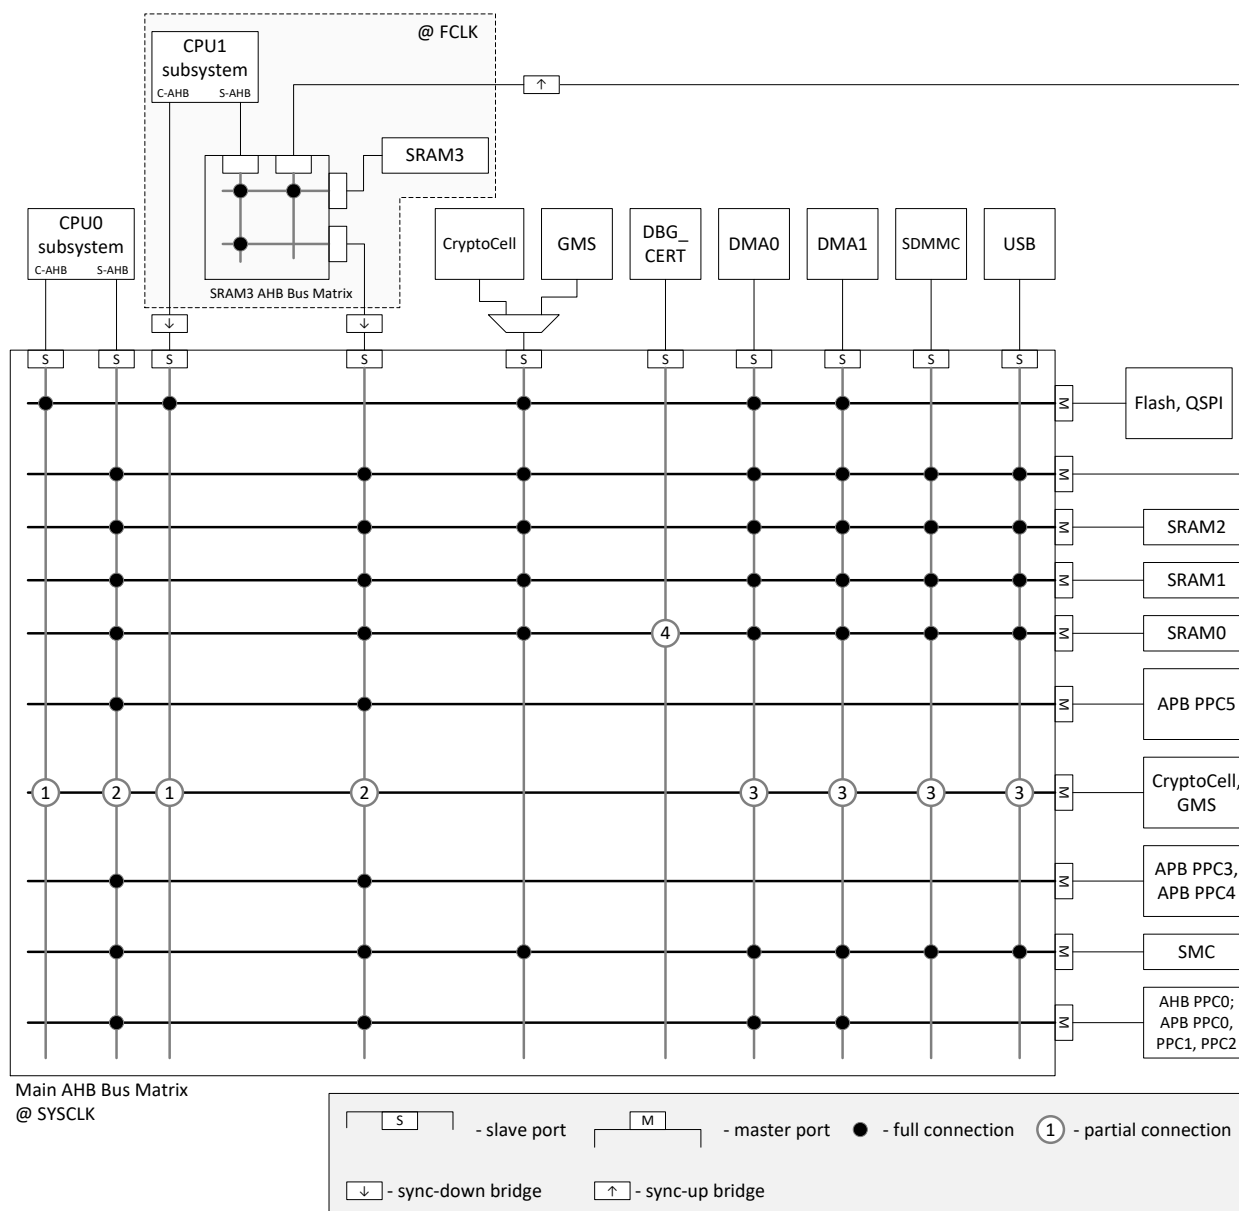 @ FCLK
CPU1
subsystem
C-AHB S-AHB
↑
SRAM3
CPU0
subsystem
C-AHB S-AHB
SRAM3 AHB Bus Matrix
CryptoCell
GMS
DBG_
CERT
DMA0
DMA1
SDMMC
USB
↓ ↓
S S S S S S S S S S
M
Flash, QSPI
M
M
SRAM2
M
SRAM1
4
M
SRAM0
M
APB PPC5
1 2 1 2 3 3 3 3
M
CryptoCell,
GMS
M
APB PPC3,
APB PPC4
M
SMC
M
AHB PPC0;
APB PPC0,
PPC1, PPC2
Main AHB Bus Matrix
@ SYSCLK
S - slave port M - master port - full connection 1 - partial connection
↓ - sync-down bridge ↑ - sync-up bridge